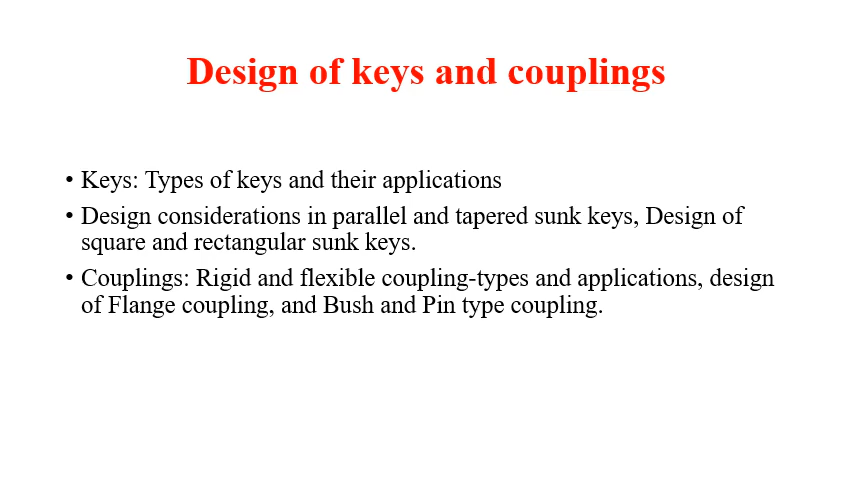 Design of keys and couplings
• Keys: Types of keys and their applications
• Design considerations in parallel and tapered sunk keys, Design of
square and rectangular sunk keys.
• Couplings: Rigid and flexible coupling-types and applications, design
of Flange coupling, and Bush and Pin type coupling.